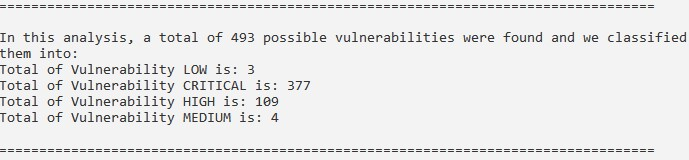 ==================================================================================
In this analysis, a total of 493 possible vulnerabilities were found and we classified
them into:
Total of Vulnerability LOW is: 3
Total of Vulnerability CRITICAL is: 377
Total of Vulnerability HIGH is: 109
Total of Vulnerability MEDIUM is: 4
==================================================================================